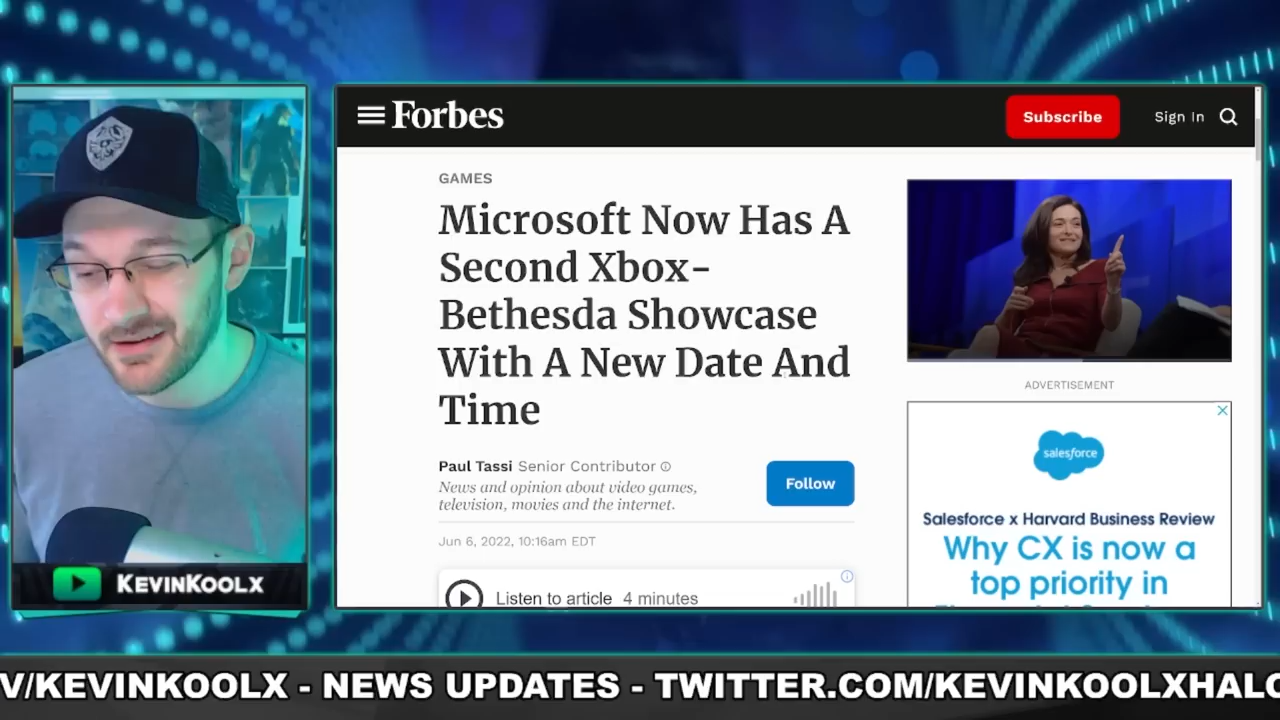 Forbes
Subscribe
Sign In
GAMES
Microsoft Now Has A
Second Xbox-
Bethesda Showcase
With A New Date And
Time
Paul Tassi Senior Contributor
News and opinion about video games,
television, movies and the internet.
Follow
Jun 6, 2022, 10:16am EDT
Listen to article 4 minutes
ADVERTISEMENT
salesforce
Salesforce x Harvard Business Review
Why CX is now a
top priority in
KEVINKOOLX
V/KEVINKOOLX - NEWS UPDATES - TWITTER.COM/KEVINKOOLXHALO